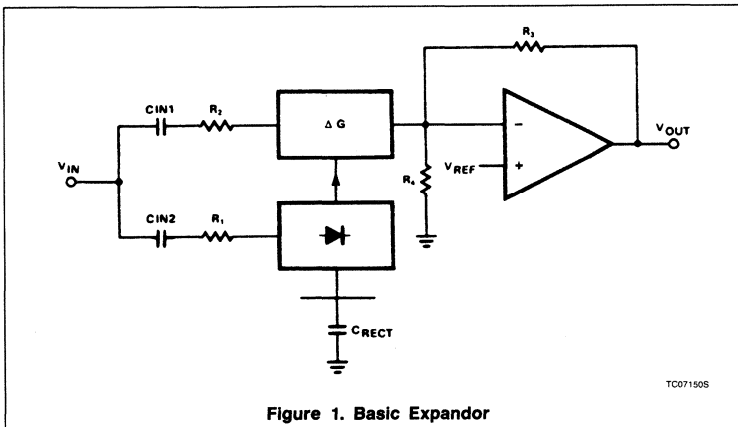 R₃
CIN1
R₂
ΔG
VIN
VOUT
−
VREF
+
R₄
CIN2
R₁
CRECT
TC07150S
Figure 1. Basic Expandor